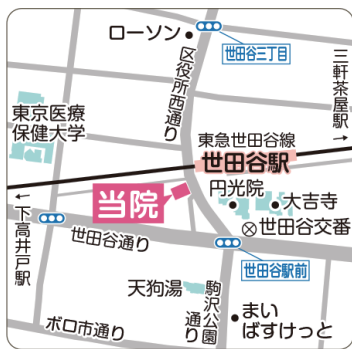 ローソン
世田谷三丁目
区役所西通り
三軒茶屋駅→
東京医療
保健大学
東急世田谷線
世田谷駅
当院
円光院
大吉寺
世田谷交番
←下高井戸駅
世田谷通り
世田谷駅前
天狗湯
駒沢公園
通り
まい
ばすけっと
ボロ市通り